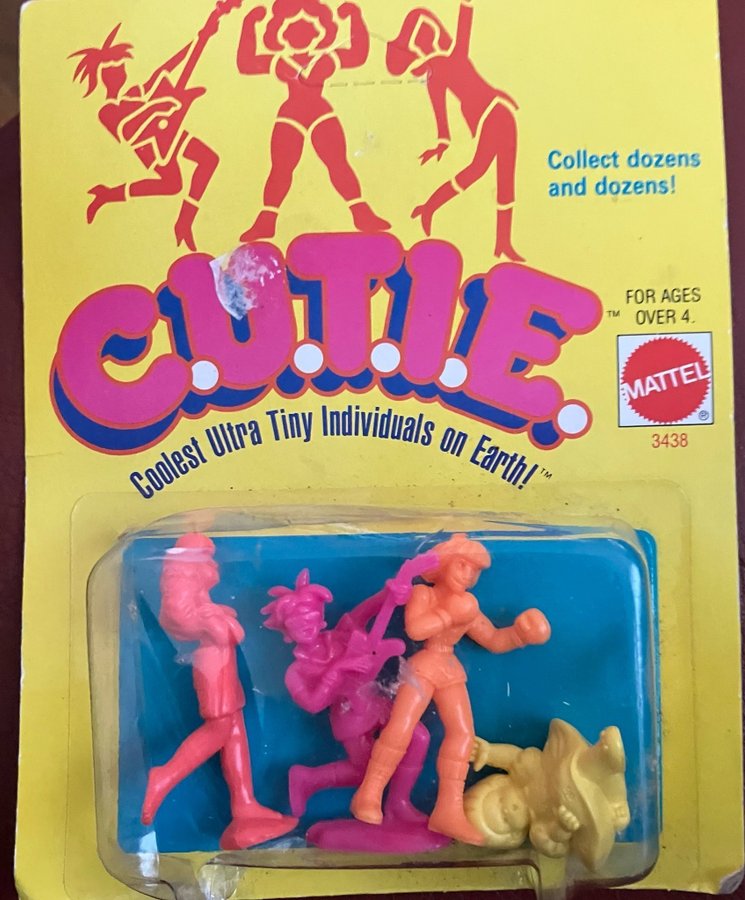 Collect dozens
and dozens!
C.U.T.I.E.
™
FOR AGES
OVER 4.
MATTEL
®
3438
Coolest Ultra Tiny Individuals on Earth!™